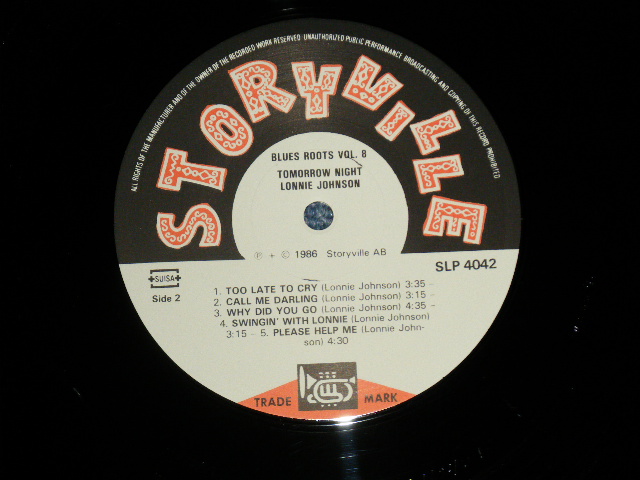 ALL RIGHTS OF THE MANUFACTURER AND OF THE OWNER OF THE RECORDED WORK RESERVED. UNAUTHORIZED PUBLIC PERFORMANCE BROADCASTING AND COPYING OF THIS RECORD PROHIBITED
STORYVILLE
BLUES ROOTS VOL. 8
TOMORROW NIGHT
LONNIE JOHNSON
℗ + © 1986 Storyville AB
SUISA
SLP 4042
Side 2
1. TOO LATE TO CRY (Lonnie Johnson) 3:35 –
2. CALL ME DARLING (Lonnie Johnson) 3:15 –
3. WHY DID YOU GO (Lonnie Johnson) 4:35 –
4. SWINGIN' WITH LONNIE (Lonnie Johnson)
3:15 – 5. PLEASE HELP ME (Lonnie John-
son) 4:30
TRADE MARK